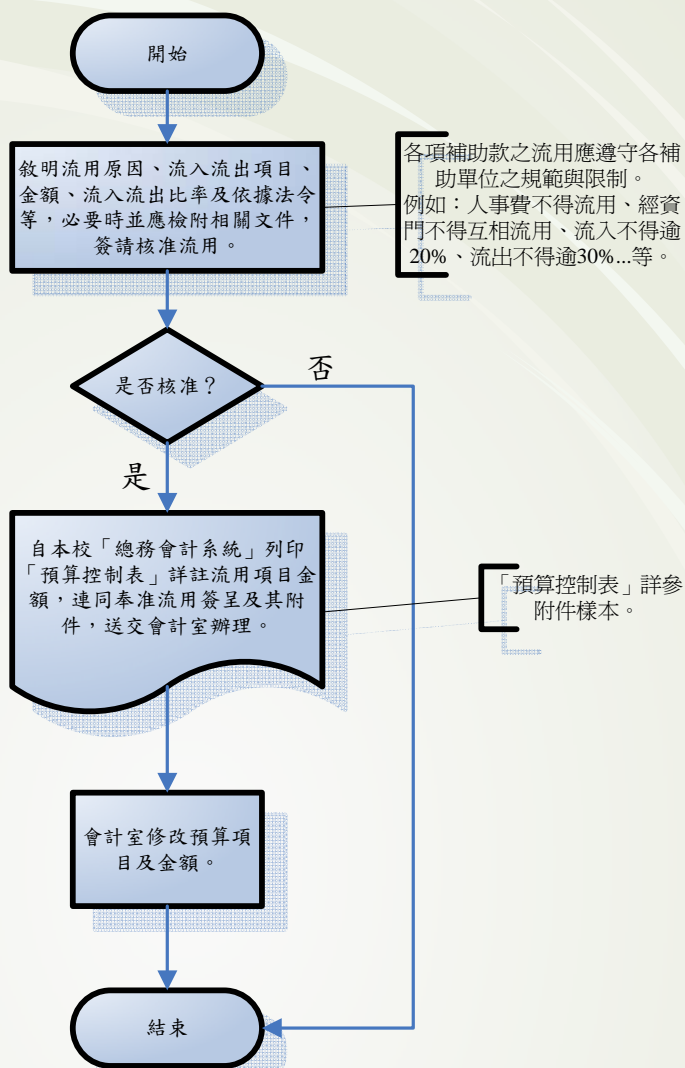 開始
敘明流用原因、流入流出項目、
金額、流入流出比率及依據法令
等，必要時並應檢附相關文件，
簽請核准流用。
各項補助款之流用應遵守各補
助單位之規範與限制。
例如：人事費不得流用、經資
門不得互相流用、流入不得逾
20%、流出不得逾30%...等。
是否核准？
否
是
自本校「總務會計系統」列印
「預算控制表」詳註流用項目金
額，連同奉准流用簽呈及其附
件，送交會計室辦理。
「預算控制表」詳參
附件樣本。
會計室修改預算項
目及金額。
結束